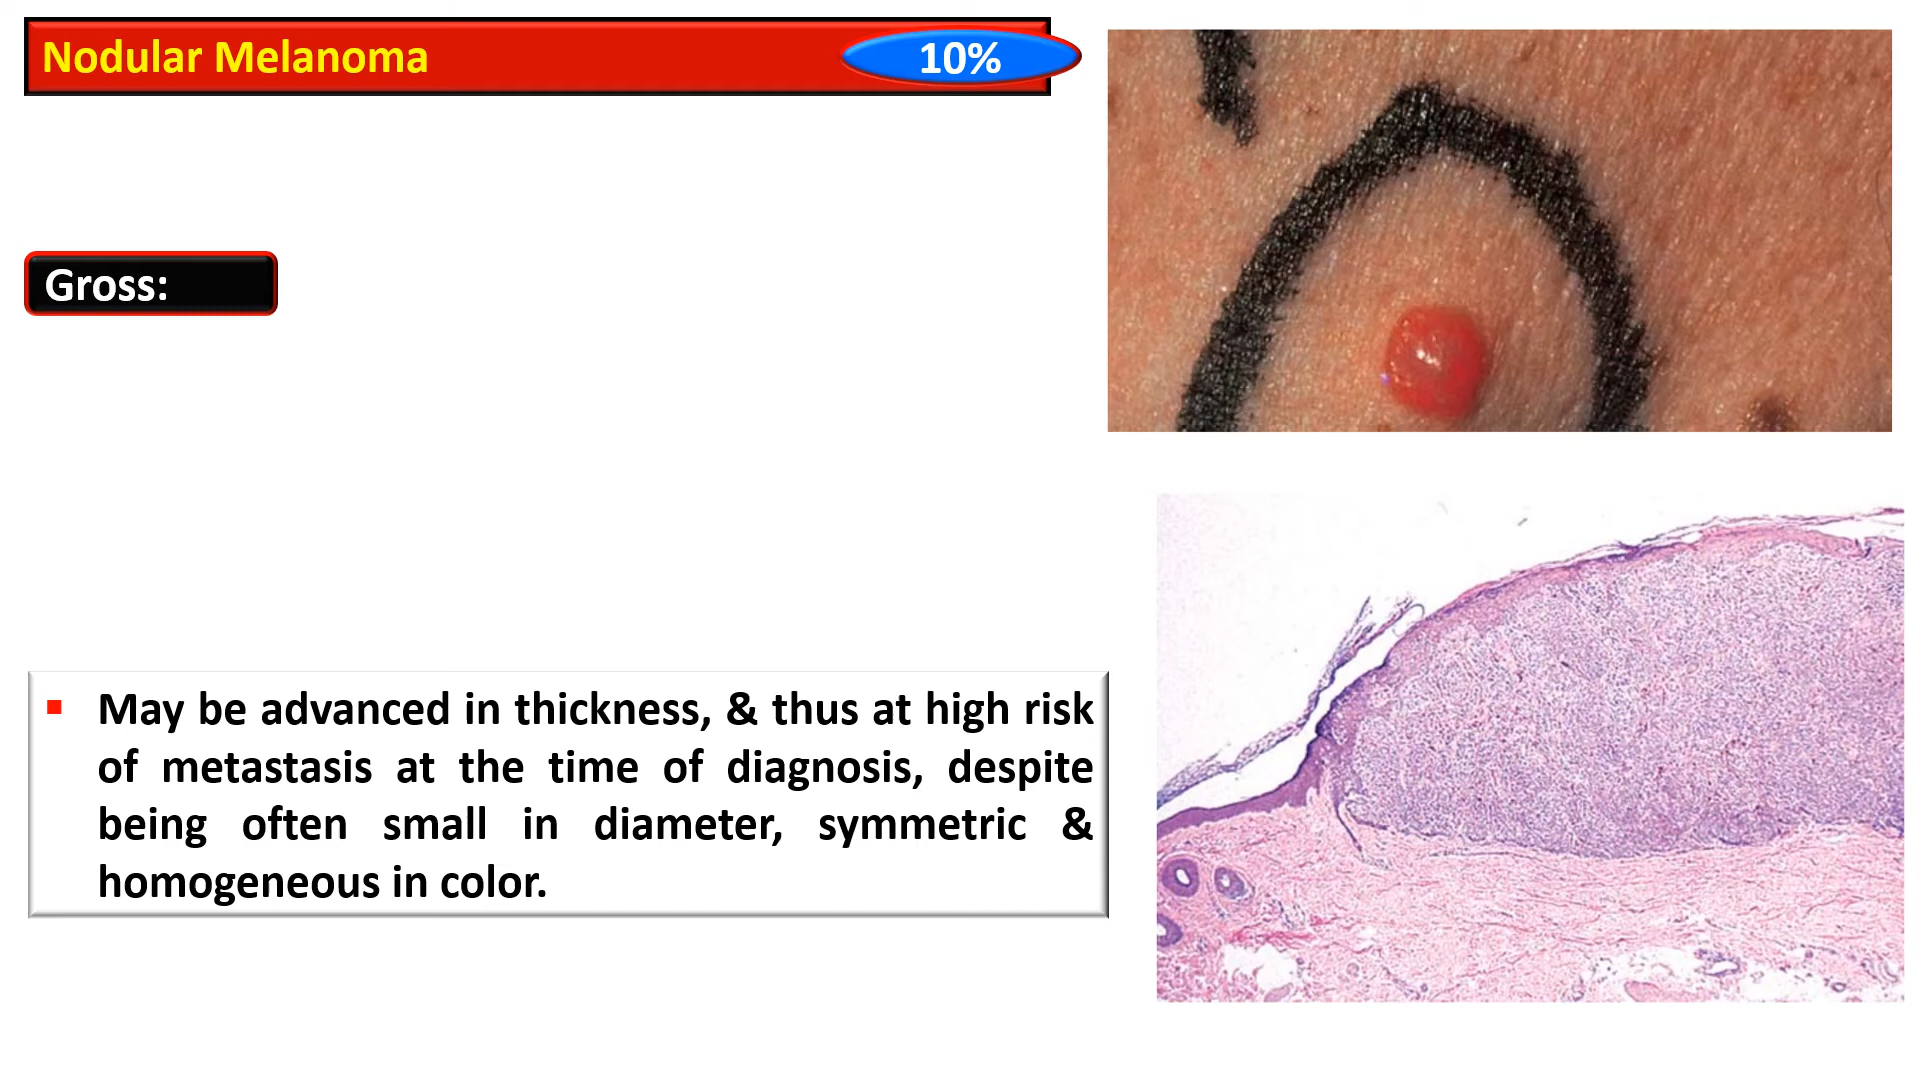 Nodular Melanoma
10%
Gross:
▪ May be advanced in thickness, & thus at high risk
of metastasis at the time of diagnosis, despite
being often small in diameter, symmetric &
homogeneous in color.